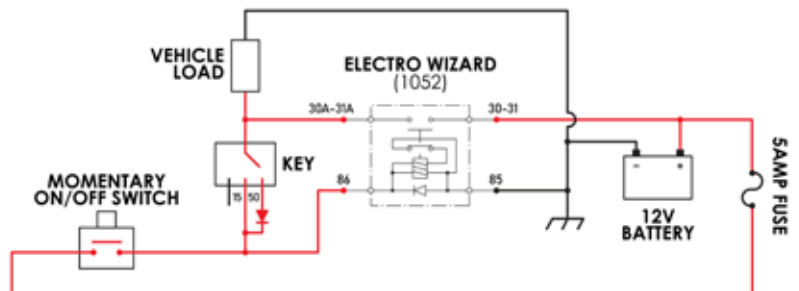 VEHICLE
LOAD
ELECTRO WIZARD
(1052)
30A-31A
30-31
KEY
MOMENTARY
ON/OFF SWITCH
15 50
86
85
- +
12V
BATTERY
5AMP FUSE